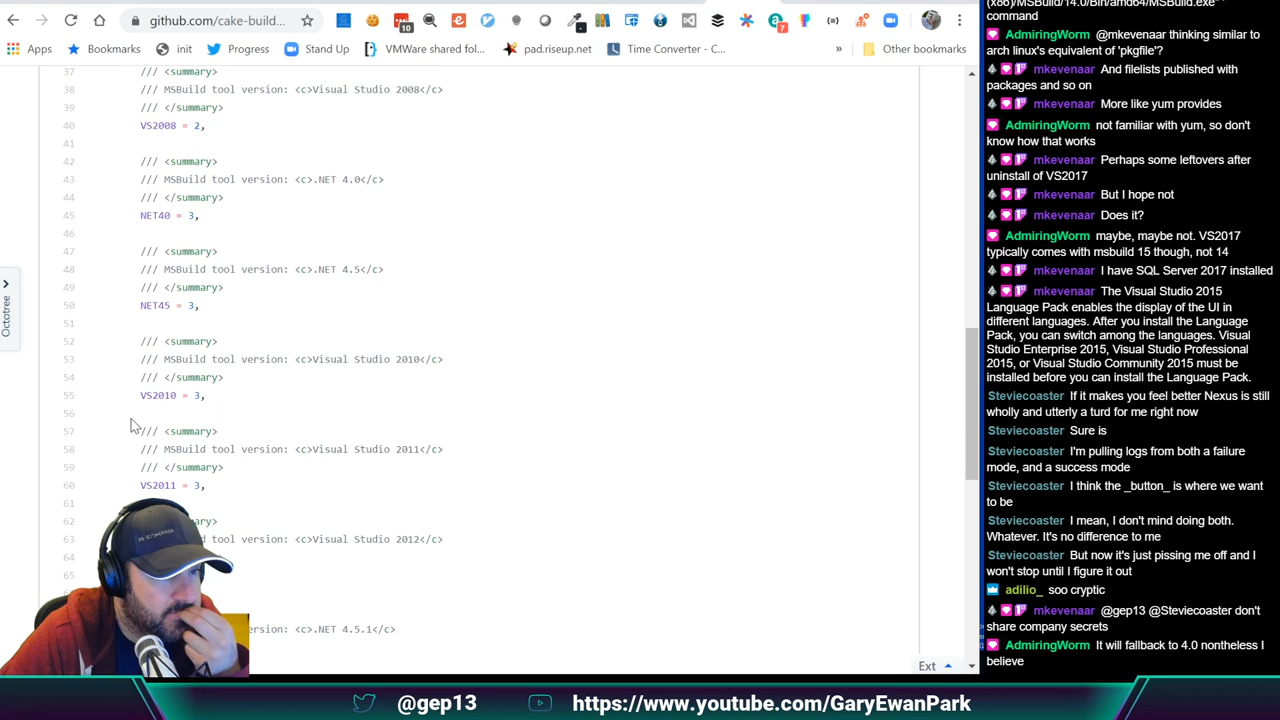 github.com/cake-build...
10
7
Apps
Bookmarks
init
Progress
Stand Up
VMWare shared fol...
pad.riseup.net
Time Converter - C...
»
Other bookmarks
Octotree
37 /// <summary>
38 /// MSBuild tool version: <c>Visual Studio 2008</c>
39 /// </summary>
40 VS2008 = 2,
41
42 /// <summary>
43 /// MSBuild tool version: <c>.NET 4.0</c>
44 /// </summary>
45 NET40 = 3,
46
47 /// <summary>
48 /// MSBuild tool version: <c>.NET 4.5</c>
49 /// </summary>
50 NET45 = 3,
51
52 /// <summary>
53 /// MSBuild tool version: <c>Visual Studio 2010</c>
54 /// </summary>
55 VS2010 = 3,
56
57 /// <summary>
58 /// MSBuild tool version: <c>Visual Studio 2011</c>
59 /// </summary>
60 VS2011 = 3,
61
62
63 d tool version: <c>Visual Studio 2012</c>
64
65
ersion: <c>.NET 4.5.1</c>
Ext
(x86)/MSBuild/14.0/Bin/amd64/MSBuild.exe"
command
AdmiringWorm @mkevenaar thinking similar to
arch linux's equivalent of 'pkgfile'?
mkevenaar And filelists published with
packages and so on
mkevenaar More like yum provides
AdmiringWorm not familiar with yum, so don't
know how that works
mkevenaar Perhaps some leftovers after
uninstall of VS2017
mkevenaar But I hope not
mkevenaar Does it?
AdmiringWorm maybe, maybe not. VS2017
typically comes with msbuild 15 though, not 14
mkevenaar I have SQL Server 2017 installed
mkevenaar The Visual Studio 2015
Language Pack enables the display of the UI in
different languages. After you install the Language
Pack, you can switch among the languages. Visual
Studio Enterprise 2015, Visual Studio Professional
2015, or Visual Studio Community 2015 must be
installed before you can install the Language Pack.
Steviecoaster If it makes you feel better Nexus is still
wholly and utterly a turd for me right now
Steviecoaster Sure is
Steviecoaster I'm pulling logs from both a failure
mode, and a success mode
Steviecoaster I think the _button_ is where we want
to be
Steviecoaster I mean, I don't mind doing both.
Whatever. It's no difference to me
Steviecoaster But now it's just pissing me off and I
won't stop until I figure it out
adilio_ soo cryptic
mkevenaar @gep13 @Steviecoaster don't
share company secrets
AdmiringWorm It will fallback to 4.0 nontheless I
believe
@gep13
https://www.youtube.com/GaryEwanPark